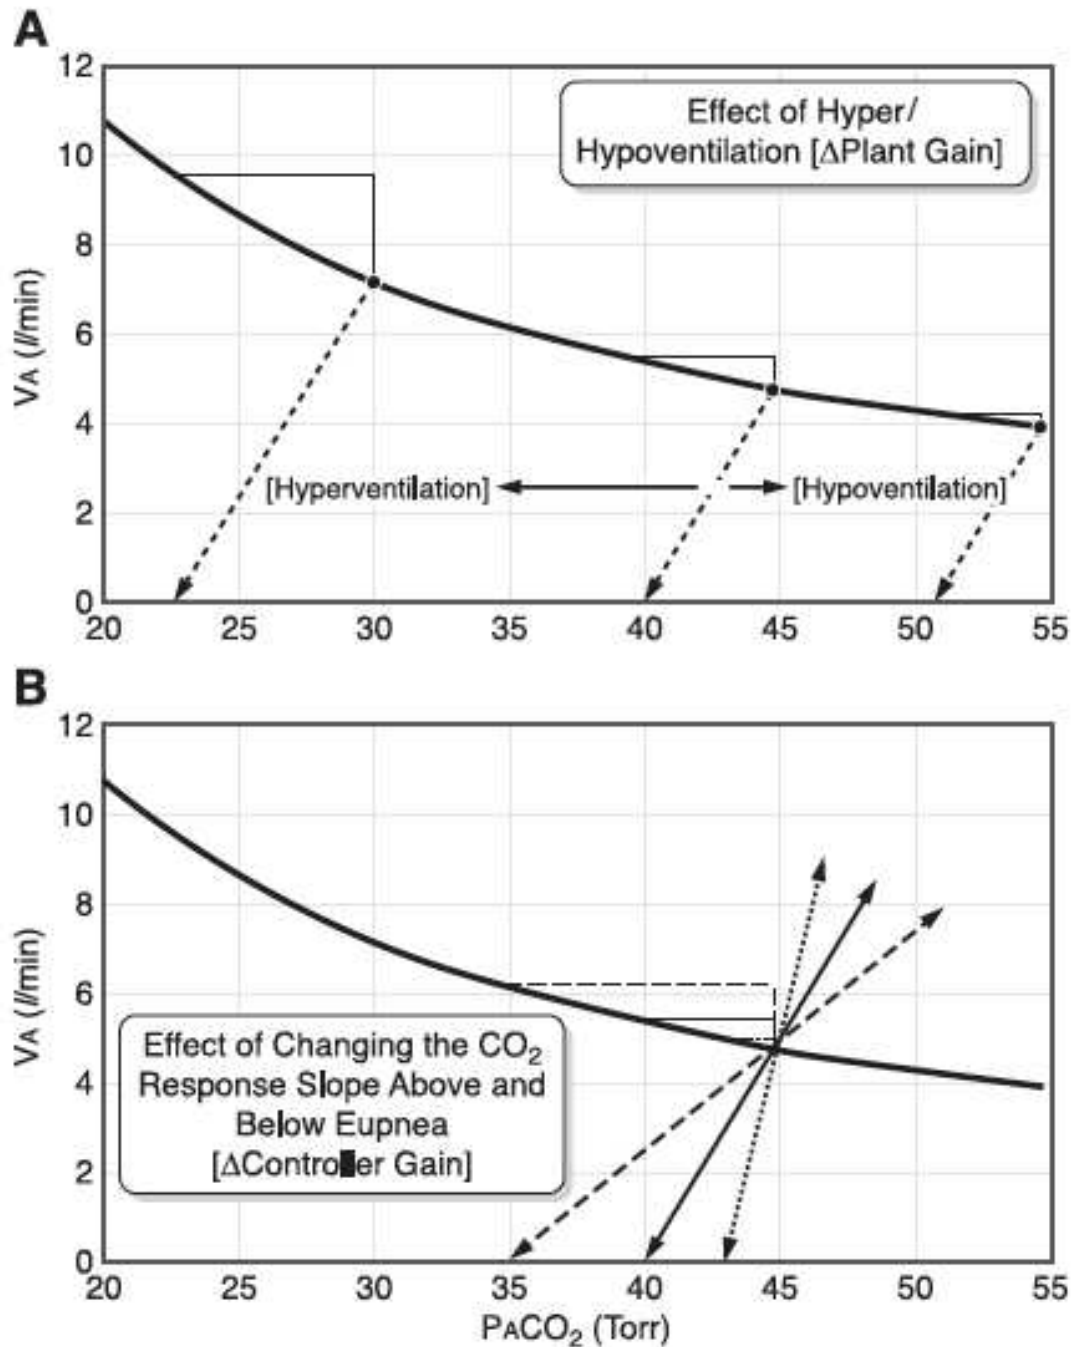 A
12
10
8
6
4
2
0
VA (l/min)
Effect of Hyper/
Hypoventilation [ΔPlant Gain]
[Hyperventilation]
[Hypoventilation]
20 25 30 35 40 45 50 55
B
12
10
8
6
4
2
0
VA (l/min)
Effect of Changing the CO₂
Response Slope Above and
Below Eupnea
[ΔController Gain]
20 25 30 35 40 45 50 55
PACO₂ (Torr)